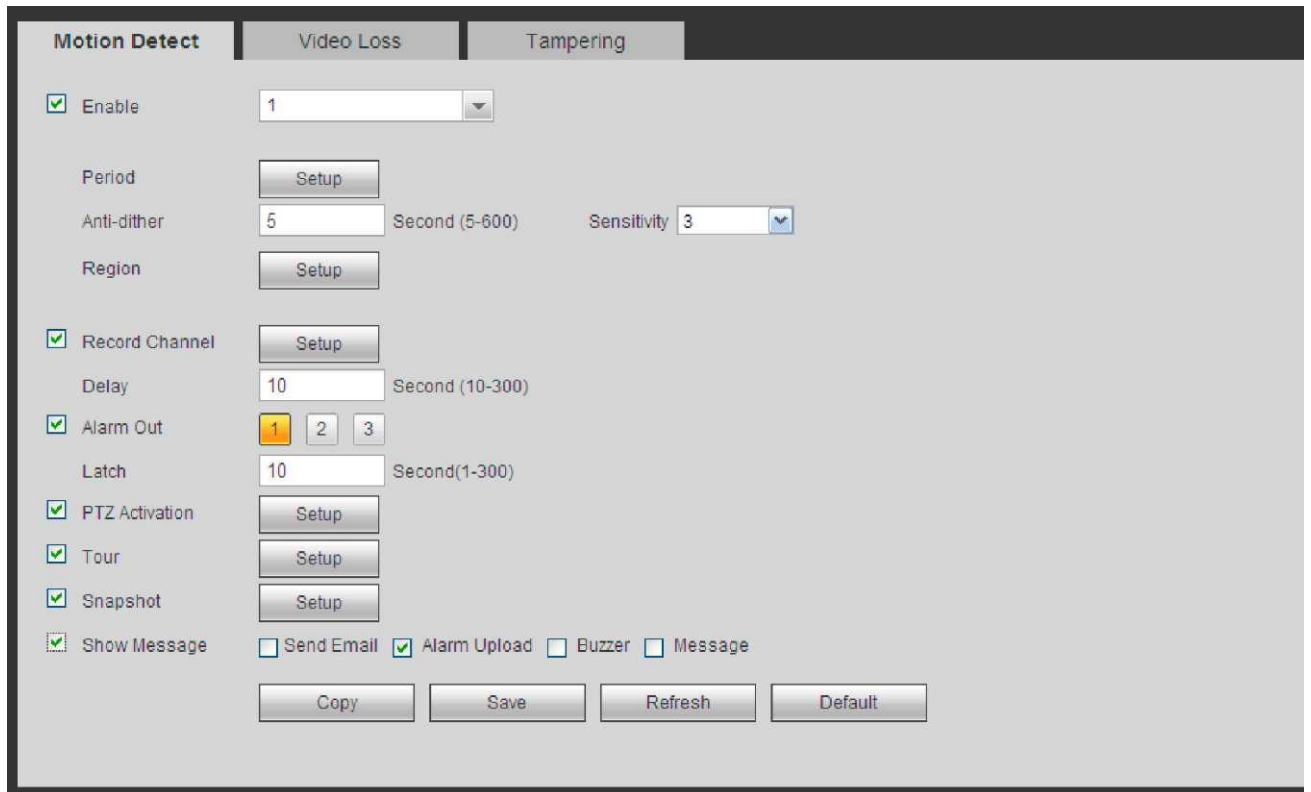 Motion Detect Video Loss Tampering
Enable 1
Period Setup
Anti-dither 5 Second (5-600) Sensitivity 3
Region Setup
Record Channel Setup
Delay 10 Second (10-300)
Alarm Out 1 2 3
Latch 10 Second(1-300)
PTZ Activation Setup
Tour Setup
Snapshot Setup
Show Message Send Email Alarm Upload Buzzer Message
Copy Save Refresh Default